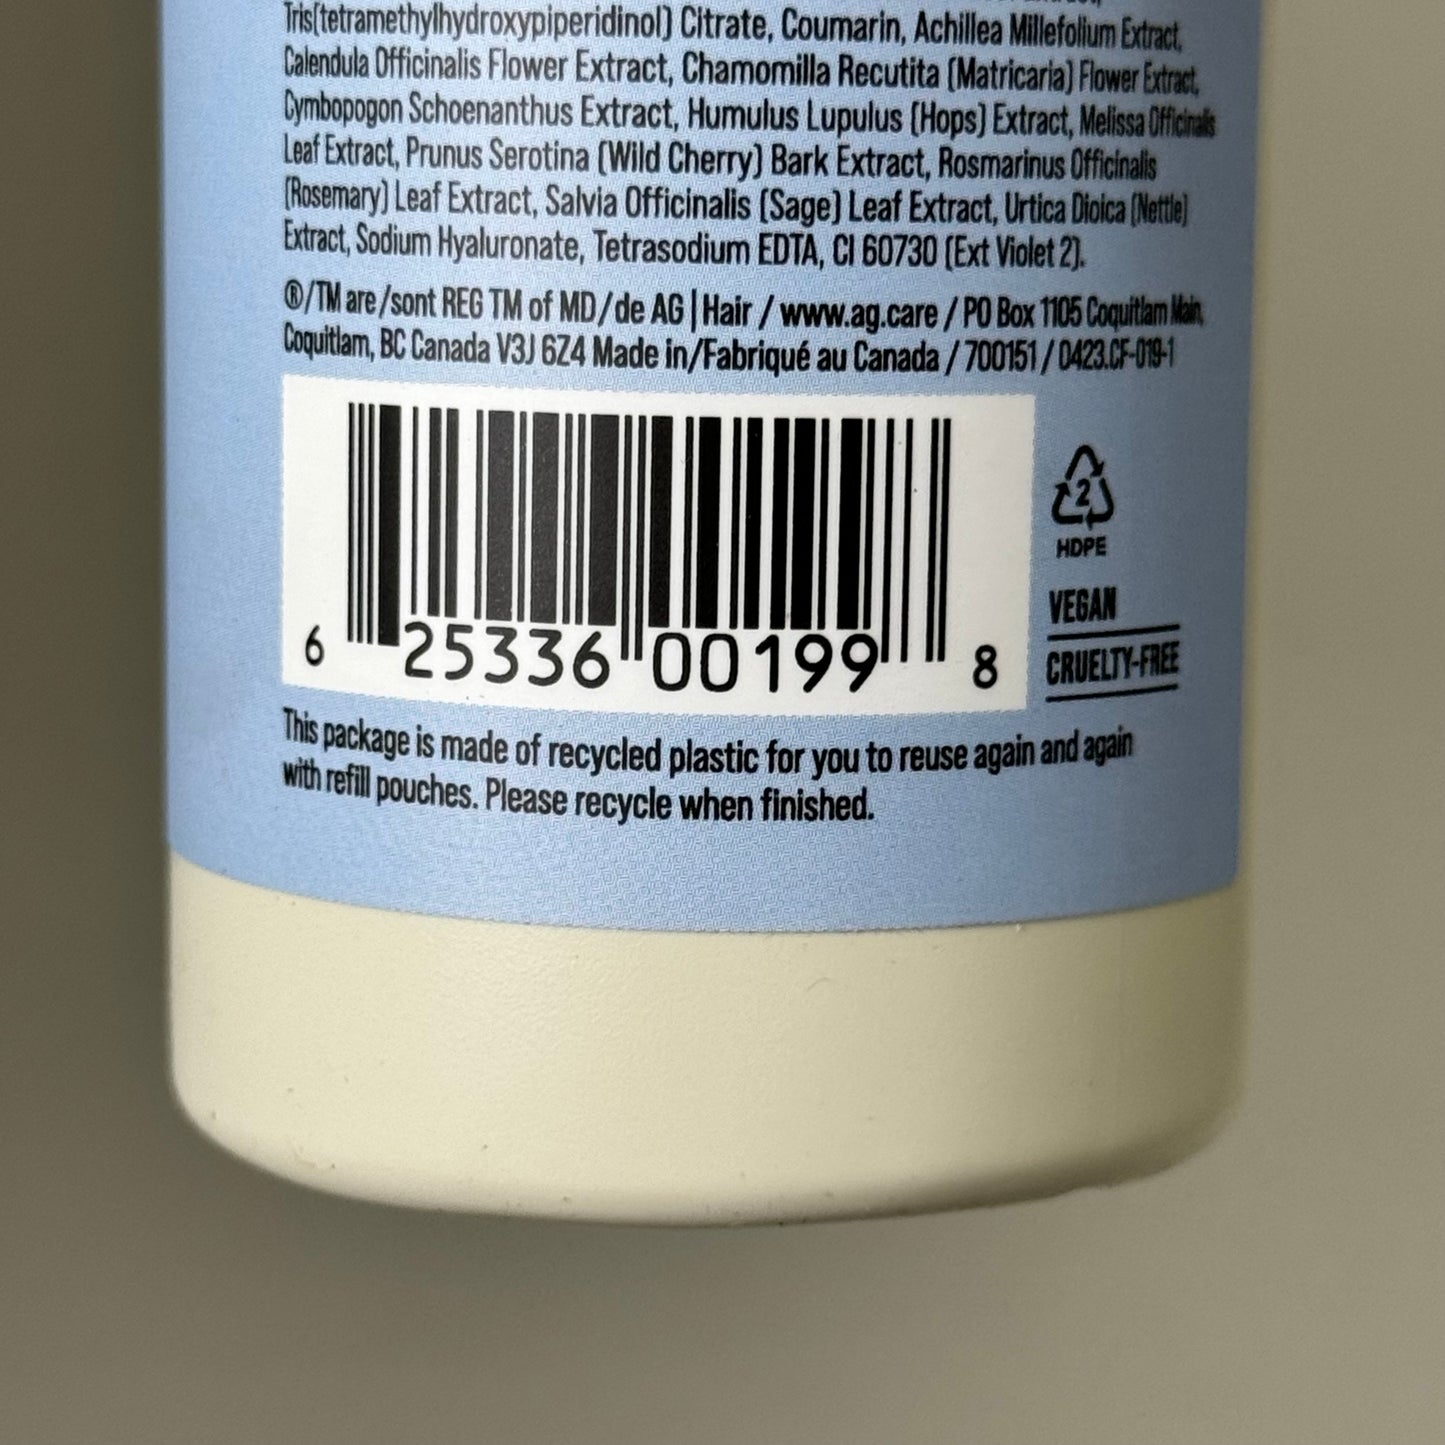 Tris(tetramethylhydroxypiperidinol) Citrate, Coumarin, Achillea Millefolium Extract,
Calendula Officinalis Flower Extract, Chamomilla Recutita (Matricaria) Flower Extract,
Cymbopogon Schoenanthus Extract, Humulus Lupulus (Hops) Extract, Melissa Officinalis
Leaf Extract, Prunus Serotina (Wild Cherry) Bark Extract, Rosmarinus Officinalis
(Rosemary) Leaf Extract, Salvia Officinalis (Sage) Leaf Extract, Urtica Dioica (Nettle)
Extract, Sodium Hyaluronate, Tetrasodium EDTA, CI 60730 (Ext Violet 2).
®/TM are/sont REG TM of MD/de AG | Hair / www.ag.care / PO Box 1105 Coquitlam Main,
Coquitlam, BC Canada V3J 6Z4 Made in/Fabriqué au Canada / 700151 / 0423.CF-019-1
2
HDPE
VEGAN
CRUELTY-FREE
6 25336 00199 8
This package is made of recycled plastic for you to reuse again and again
with refill pouches. Please recycle when finished.